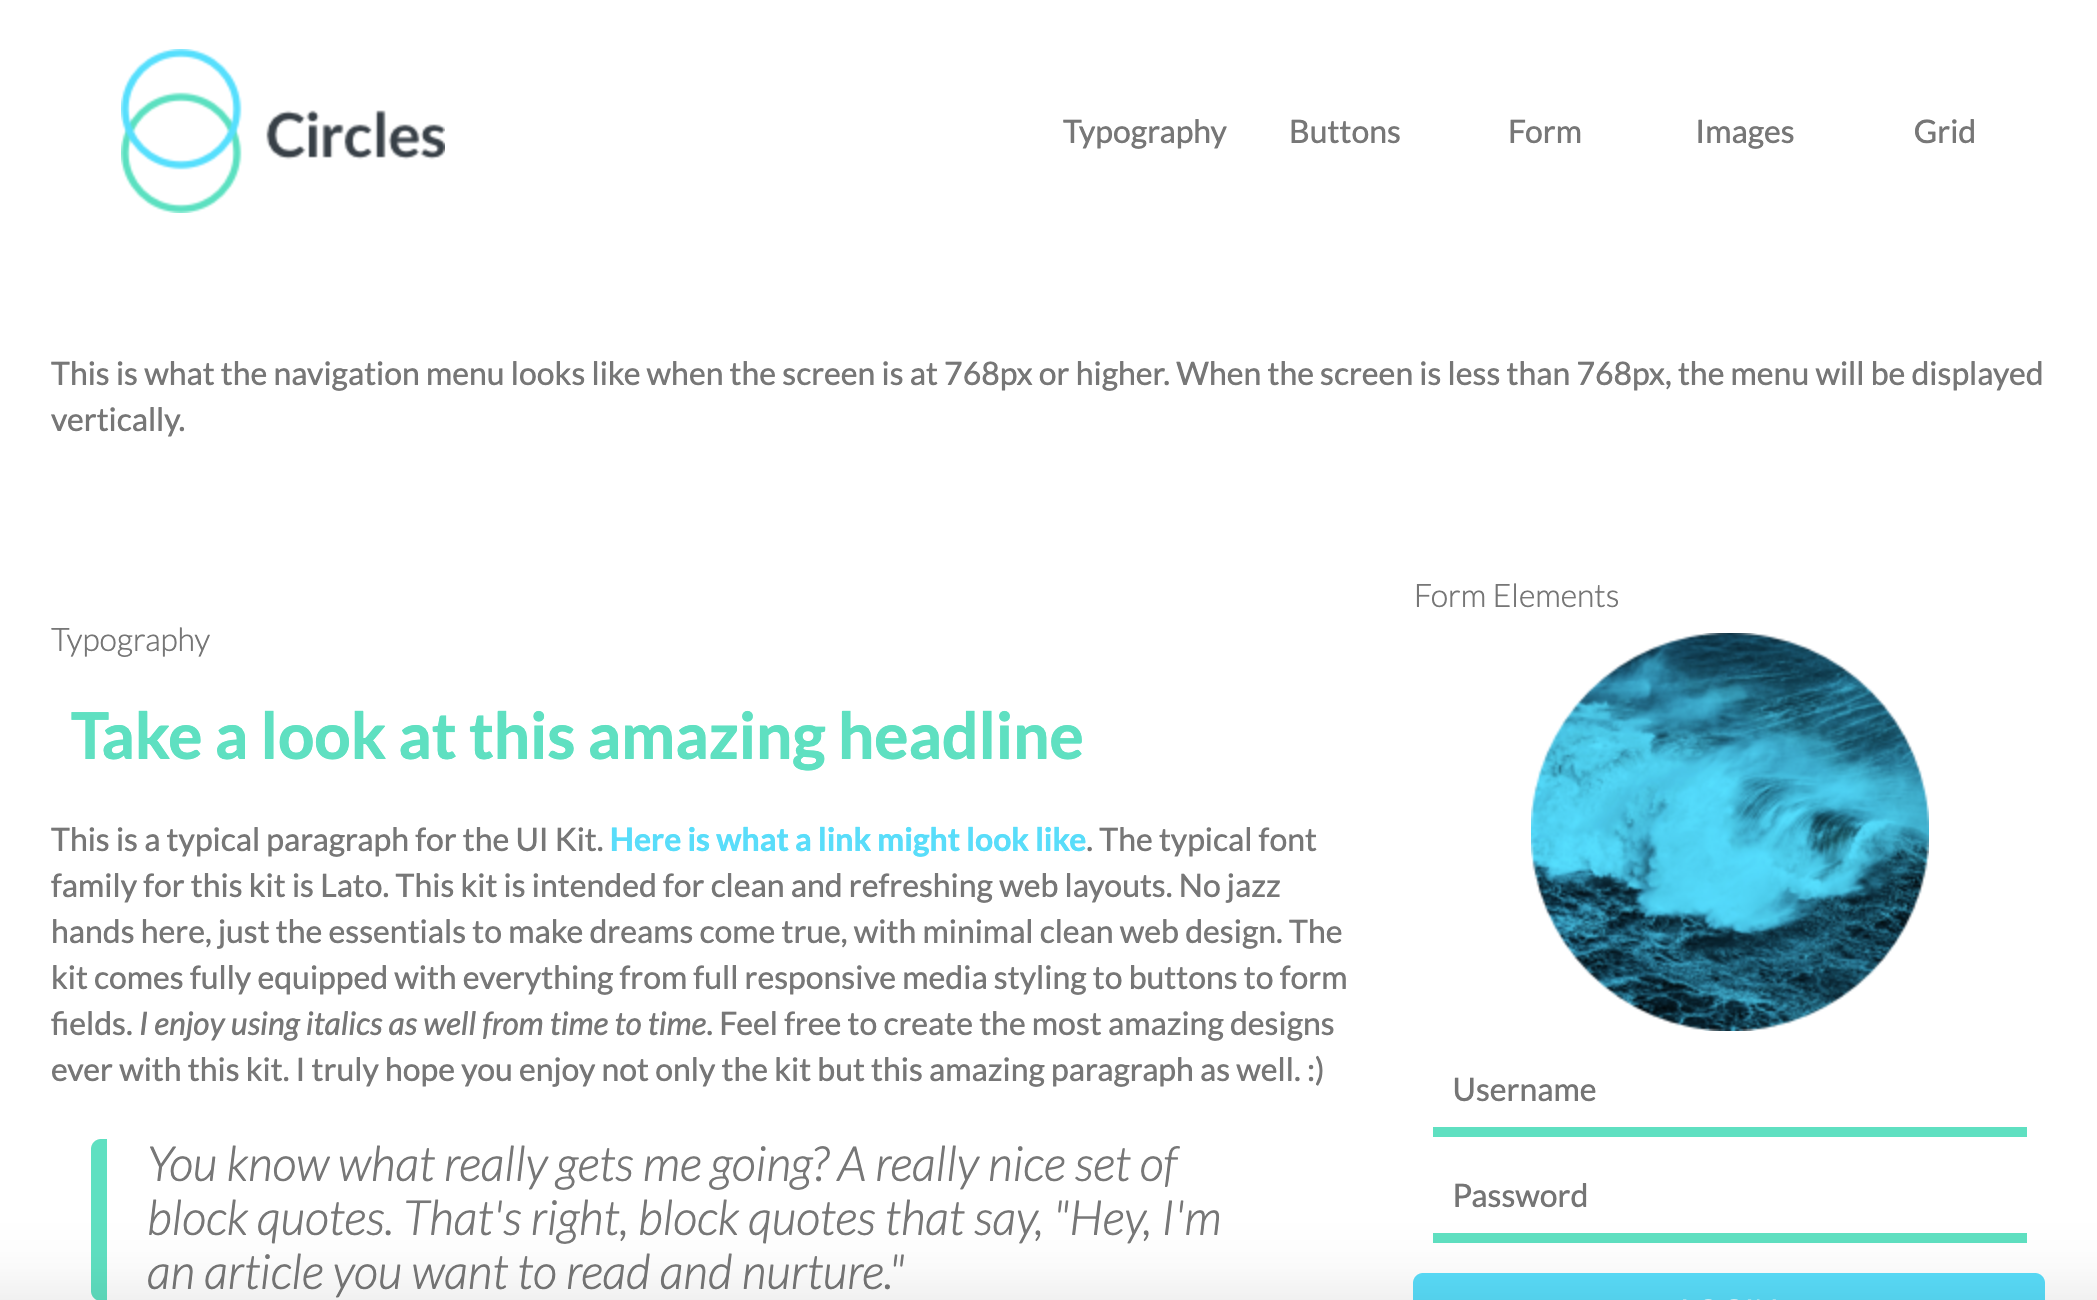 Circles
Typography Buttons Form Images Grid
This is what the navigation menu looks like when the screen is at 768px or higher. When the screen is less than 768px, the menu will be displayed
vertically.
Typography
Take a look at this amazing headline
This is a typical paragraph for the UI Kit. Here is what a link might look like. The typical font
family for this kit is Lato. This kit is intended for clean and refreshing web layouts. No jazz
hands here, just the essentials to make dreams come true, with minimal clean web design. The
kit comes fully equipped with everything from full responsive media styling to buttons to form
fields. I enjoy using italics as well from time to time. Feel free to create the most amazing designs
ever with this kit. I truly hope you enjoy not only the kit but this amazing paragraph as well. :)
You know what really gets me going? A really nice set of
block quotes. That's right, block quotes that say, "Hey, I'm
an article you want to read and nurture."
Form Elements
Username
Password